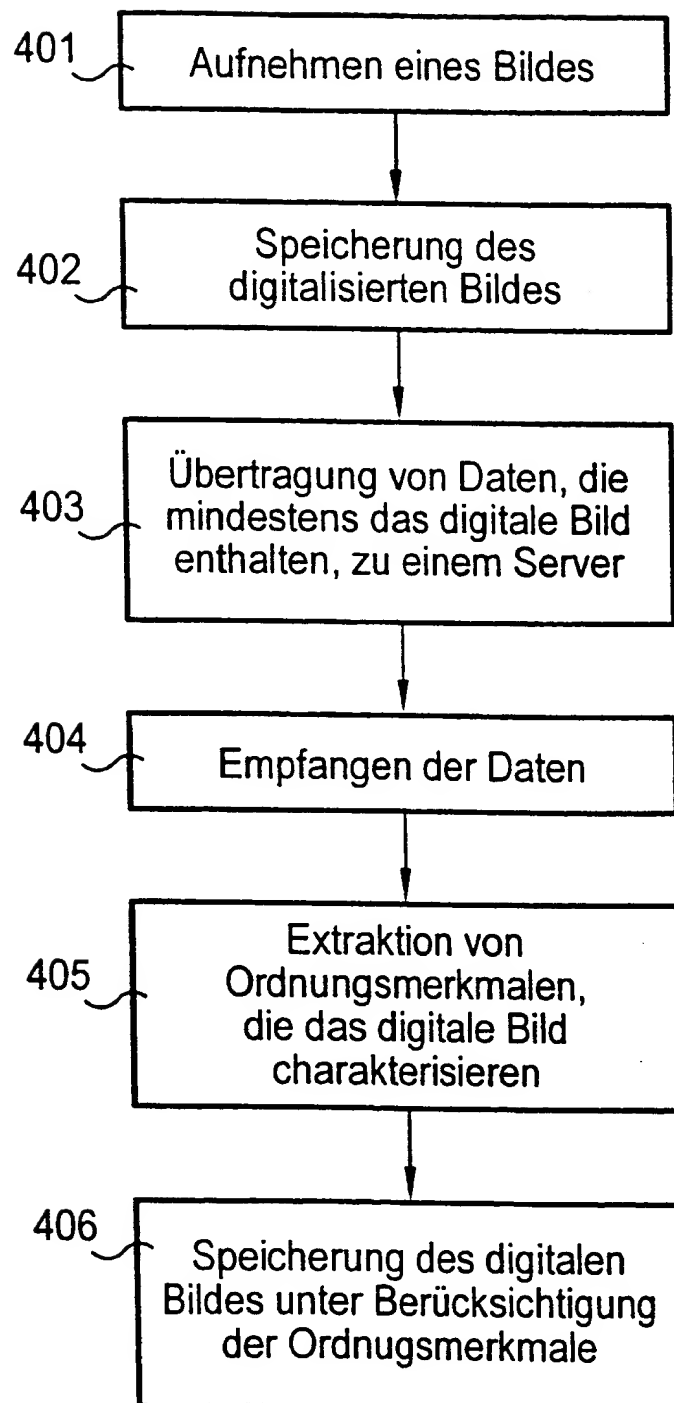 401
Aufnehmen eines Bildes
402
Speicherung des
digitalisierten Bildes
403
Übertragung von Daten, die
mindestens das digitale Bild
enthalten, zu einem Server
404
Empfangen der Daten
405
Extraktion von
Ordnungsmerkmalen,
die das digitale Bild
charakterisieren
406
Speicherung des digitalen
Bildes unter Berücksichtigung
der Ordnugsmerkmale